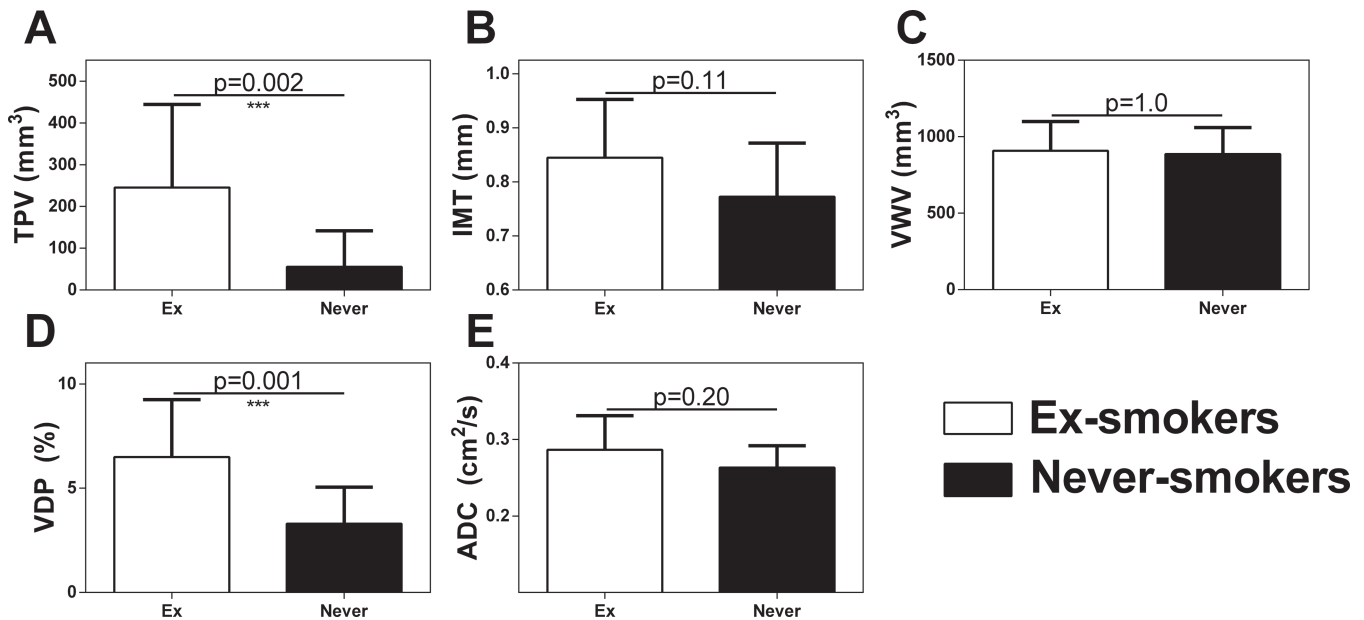 A
TPV (mm³)
500
400
300
200
100
0
p=0.002
***
Ex
Never
B
IMT (mm)
1.0
0.9
0.8
0.7
0.6
p=0.11
Ex
Never
C
VWV (mm³)
1500
1000
500
0
p=1.0
Ex
Never
D
VDP (%)
10
5
0
p=0.001
***
Ex
Never
E
ADC (cm²/s)
0.4
0.3
0.2
p=0.20
Ex
Never
Ex-smokers
Never-smokers